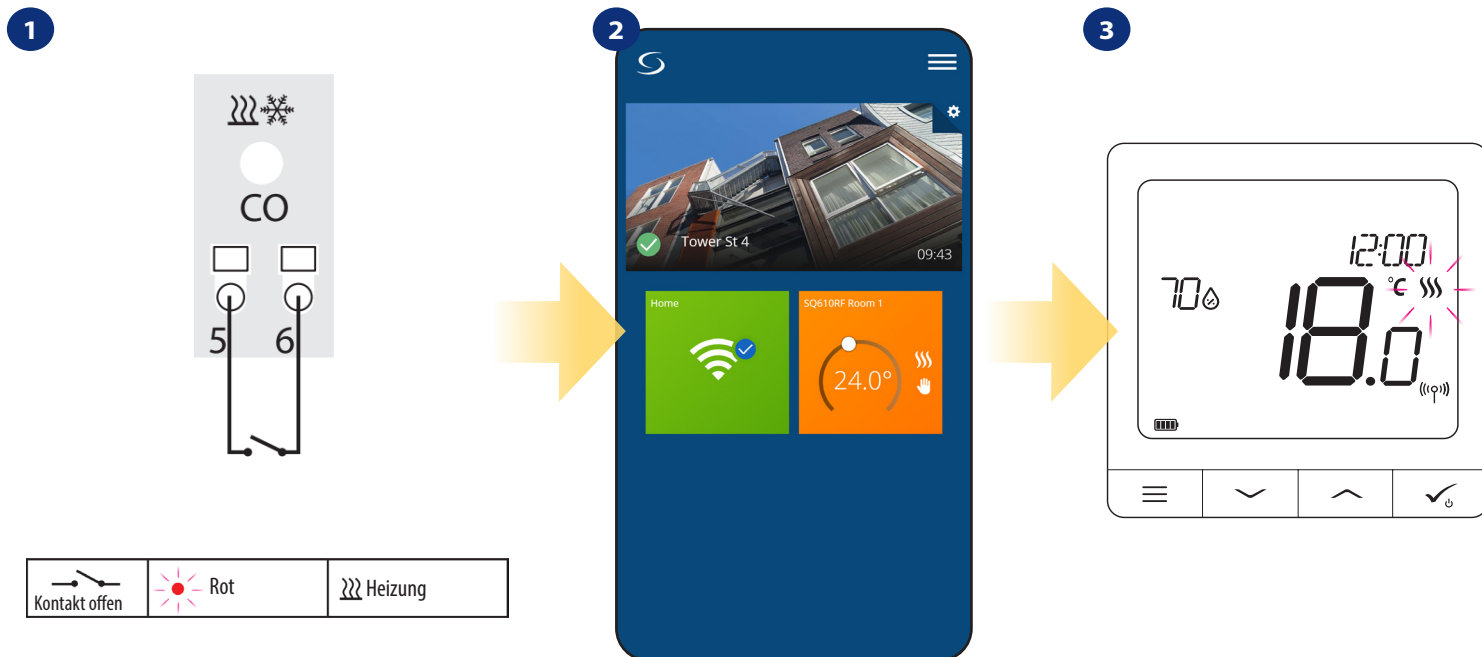 1
CO
5 6
Kontakt offen
Rot
Heizung
2
Tower St 4
09:43
Home
SQ610RF Room 1
24.0°
3
12:00
70
18.0
°C